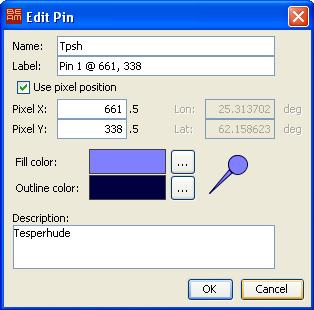 BEAM Edit Pin
Name: Tpsh
Label: Pin 1 @ 661, 338
Use pixel position
Pixel X: 661 .5 Lon: 25.313702 deg
Pixel Y: 338 .5 Lat: 62.158623 deg
Fill color: ...
Outline color: ...
Description:
Tesperhude
OK Cancel